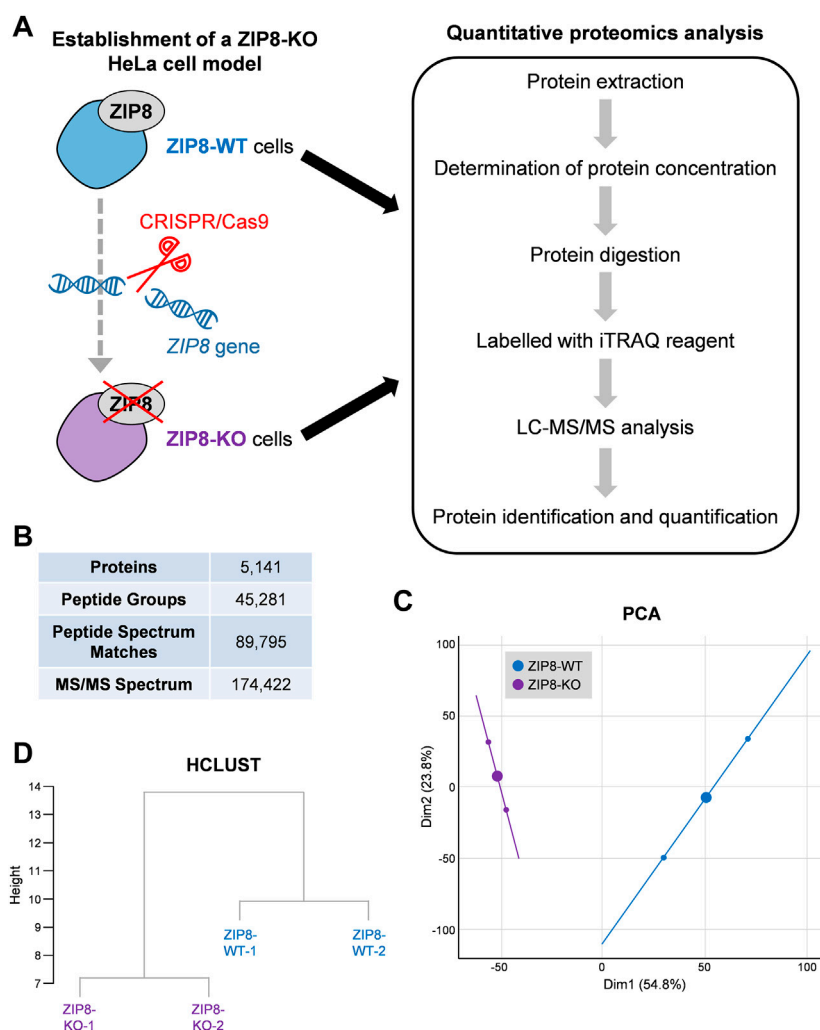 A
Establishment of a ZIP8-KO
HeLa cell model
ZIP8
ZIP8-WT cells
CRISPR/Cas9
ZIP8 gene
ZIP8
ZIP8-KO cells
Quantitative proteomics analysis
Protein extraction
Determination of protein concentration
Protein digestion
Labelled with iTRAQ reagent
LC-MS/MS analysis
Protein identification and quantification
B
Proteins 5,141
Peptide Groups 45,281
Peptide Spectrum
Matches 89,795
MS/MS Spectrum 174,422
C
PCA
ZIP8-WT
ZIP8-KO
100
50
0
-50
-100
Dim2 (23.8%)
-50 0 50 100
Dim1 (54.8%)
D
HCLUST
14
13
12
11
10
9
8
7
Height
ZIP8-
WT-1
ZIP8-
WT-2
ZIP8-
KO-1
ZIP8-
KO-2